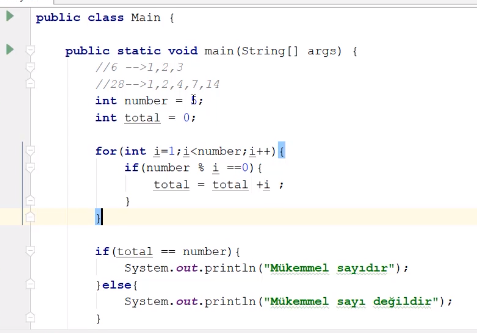 public class Main {
public static void main(String[] args) {
//6 -->1,2,3
//28-->1,2,4,7,14
int number = ;
int total = 0;
for(int i=1;i<number;i++){
if(number % i ==0){
total = total +i ;
}
}
if(total == number){
System.out.println("Mükemmel sayıdır");
}else{
System.out.println("Mükemmel sayı değildir");
}